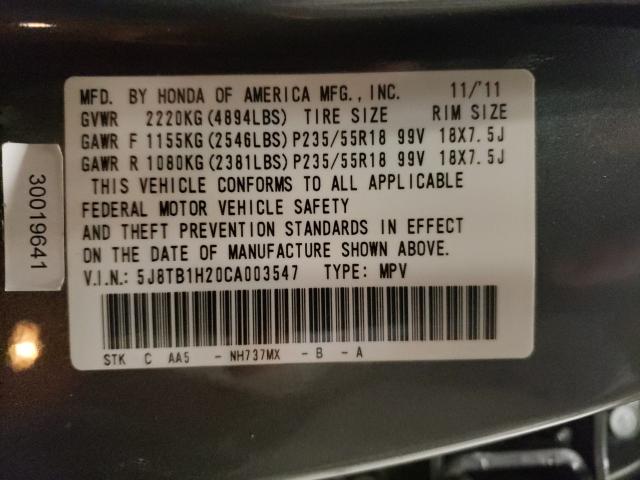 MFD. BY HONDA OF AMERICA MFG., INC. 11/'11
GVWR 2220KG (4894LBS) TIRE SIZE RIM SIZE
GAWR F 1155KG (2546LBS) P235/55R18 99V 18X7.5J
GAWR R 1080KG (2381LBS) P235/55R18 99V 18X7.5J
THIS VEHICLE CONFORMS TO ALL APPLICABLE
FEDERAL MOTOR VEHICLE SAFETY
AND THEFT PREVENTION STANDARDS IN EFFECT
ON THE DATE OF MANUFACTURE SHOWN ABOVE.
V.I.N.: 5J8TB1H20CA003547 TYPE: MPV
STK C AA5 - NH737MX - B - A
30019641